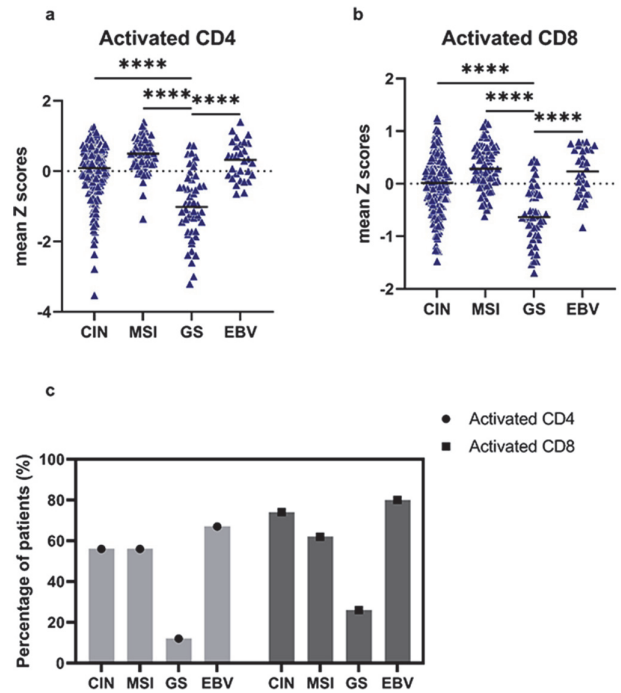 a
Activated CD4
****
**** ****
mean Z scores
2
0
-2
-4
CIN MSI GS EBV
b
Activated CD8
****
****
****
mean Z scores
2
1
0
-1
-2
CIN MSI GS EBV
c
Activated CD4
Activated CD8
Percentage of patients (%)
100
80
60
40
20
0
CIN MSI GS EBV CIN MSI GS EBV